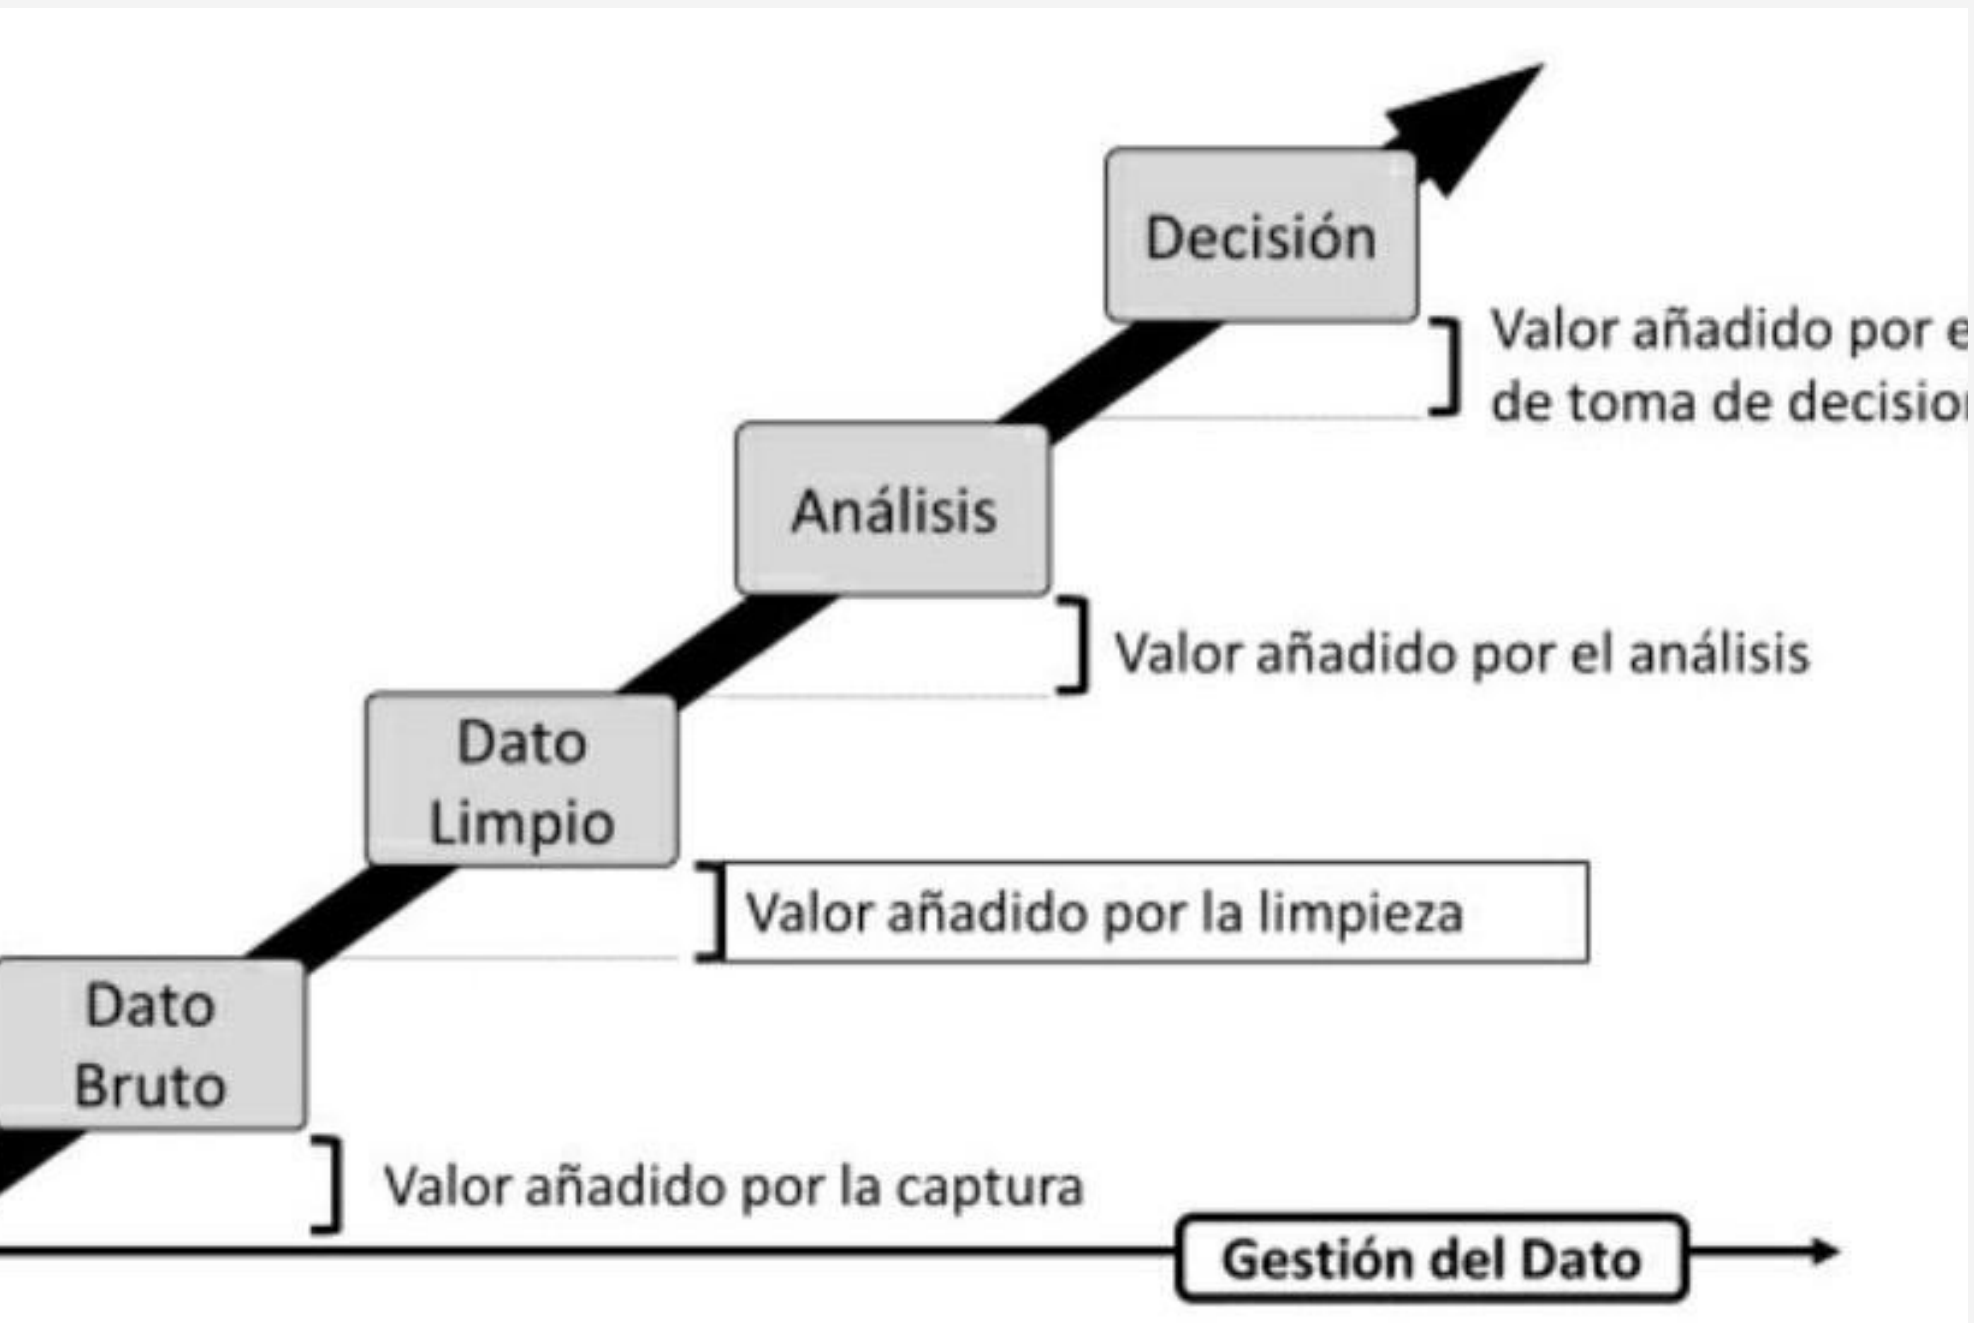 Decisión
Valor añadido por
de toma de
Análisis
Valor añadido por el análisis
Dato
Limpio
Valor añadido por la limpieza
Dato
Bruto
Valor añadido por la captura
Gestión del Dato